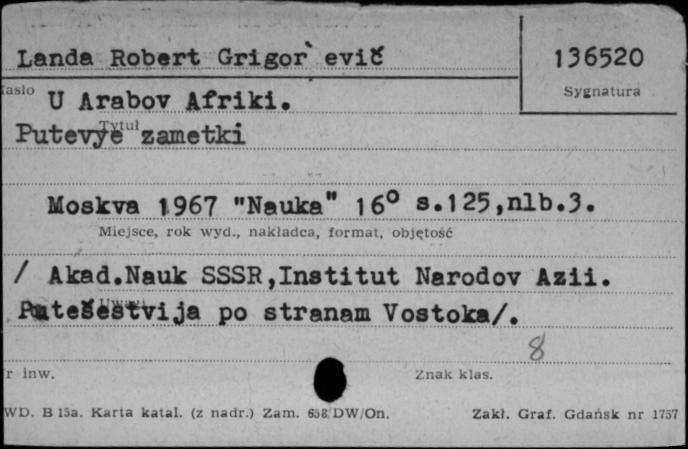 Landa Robert Grigor`evič
136520
Sygnatura
asło
U Arabov Afriki.
Tytuł
Putevye zametki
Moskva 1967 "Nauka" 16° s.125,nlb.3.
Miejsce, rok wyd., nakładca, format, objętość
/ Akad.Nauk SSSR,Institut Narodov Azii.
Uwagi
Putešestvija po stranam Vostoka/.
8
r inw.
Znak klas.
WD. B 15a. Karta katal. (z nadr.) Zam. 658/DW/On.
Zakł. Graf. Gdańsk nr 1757